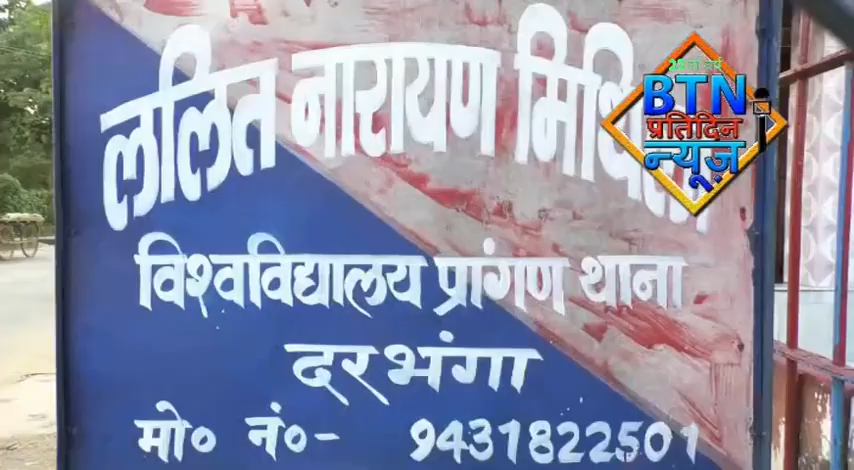 ललित नारायण मिथिला
विश्वविद्यालय प्रांगण थाना
दरभंगा
मो० नं०- 9431822501
BTN
प्रतिदिन
न्यूज़